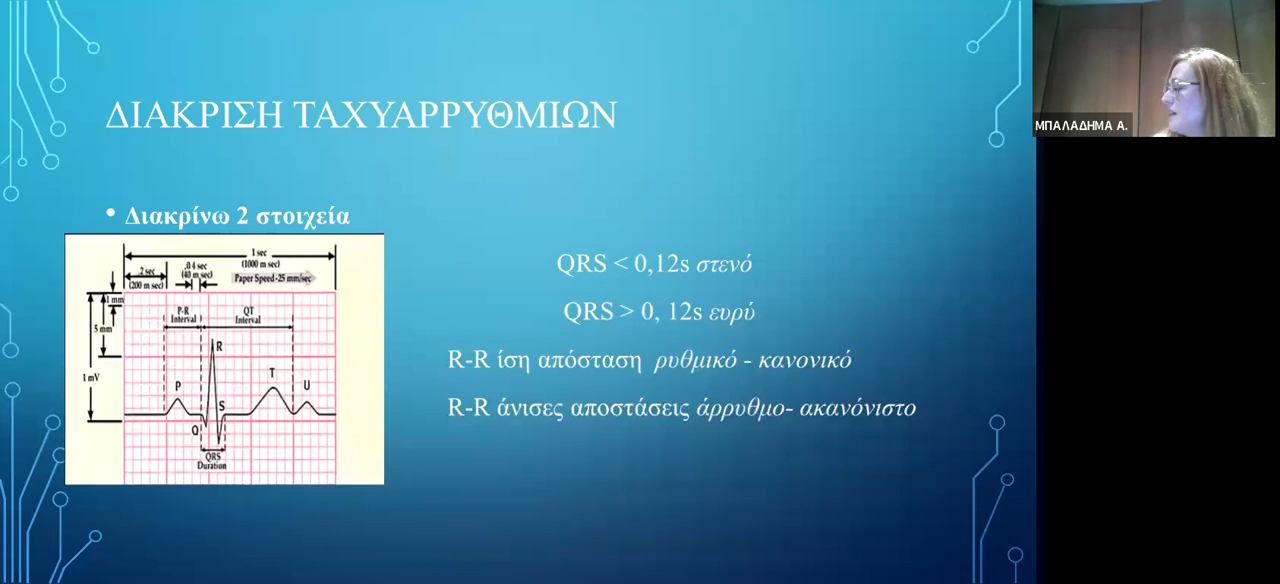 ΔΙΑΚΡΙΣΗ ΤΑΧΥΑΡΡΥΘΜΙΩΝ
ΜΠΑΛΑΔΗΜΑ Α.
• Διακρίνω 2 στοιχεία
1 sec
(1000 m sec)
.2 sec
(200 m sec)
.04 sec
(40 m sec)
Paper Speed-25 mm/sec
1 mm
5 mm
1 mV
P-R
Interval
QT
Interval
R
P
T
U
S
Q
QRS
Duration
QRS < 0,12s στενό
QRS > 0, 12s ευρύ
R-R ίση απόσταση ρυθμικό - κανονικό
R-R άνισες αποστάσεις άρρυθμο- ακανόνιστο